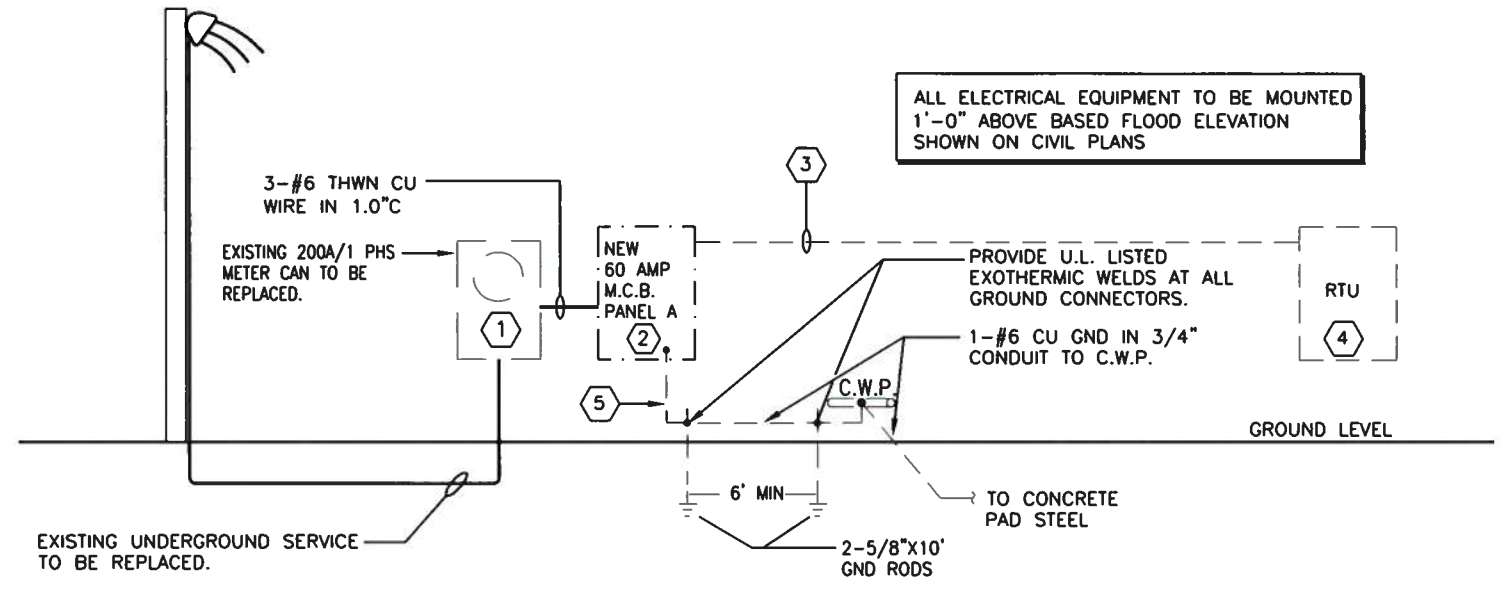 ALL ELECTRICAL EQUIPMENT TO BE MOUNTED
1'-0" ABOVE BASED FLOOD ELEVATION
SHOWN ON CIVIL PLANS
3
3-#6 THWN CU
WIRE IN 1.0"C
EXISTING 200A/1 PHS
METER CAN TO BE
REPLACED.
1
NEW
60 AMP
M.C.B.
PANEL A
2
PROVIDE U.L. LISTED
EXOTHERMIC WELDS AT ALL
GROUND CONNECTORS.
RTU
4
1-#6 CU GND IN 3/4"
CONDUIT TO C.W.P.
C.W.P.
5
GROUND LEVEL
6' MIN
TO CONCRETE
PAD STEEL
EXISTING UNDERGROUND SERVICE
TO BE REPLACED.
2-5/8"X10'
GND RODS